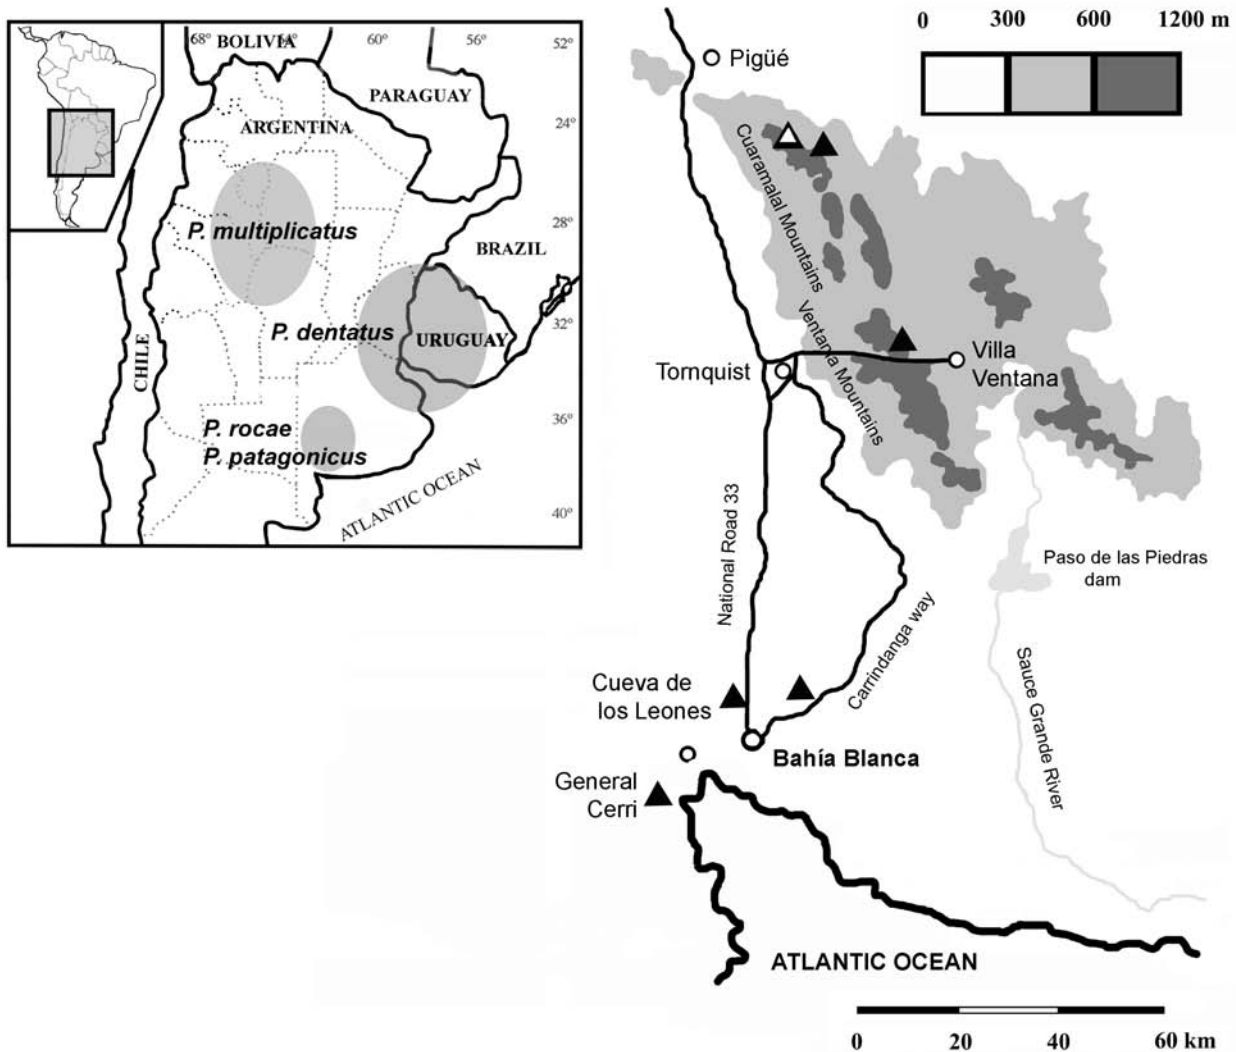 68°
64°
60°
56°
52°
BOLIVIA
PARAGUAY
24°
ARGENTINA
28°
P. multiplicatus
BRAZIL
32°
P. dentatus
URUGUAY
CHILE
36°
P. rocae
P. patagonicus
ATLANTIC OCEAN
40°
0 300 600 1200 m
Pigüé
Cuaramalal Mountains
Ventania Mountains
Villa
Ventana
Tornquist
National Road 33
Paso de las Piedras
dam
Carrindanga way
Sauce Grande River
Cueva de
los Leones
Bahía Blanca
General
Cerri
ATLANTIC OCEAN
0 20 40 60 km